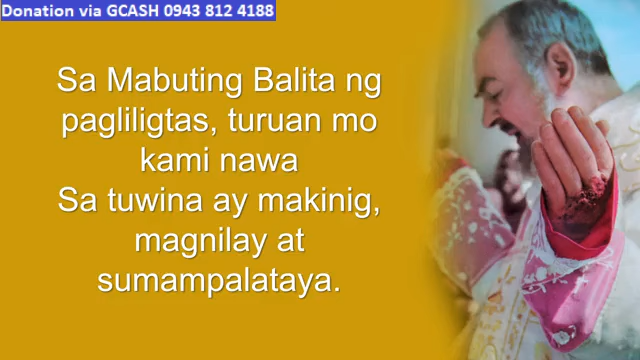 Donation via GCASH 0943 812 4188
Sa Mabuting Balita ng
pagliligtas, turuan mo
kami nawa
Sa tuwina ay makinig,
magnilay at
sumampalataya.